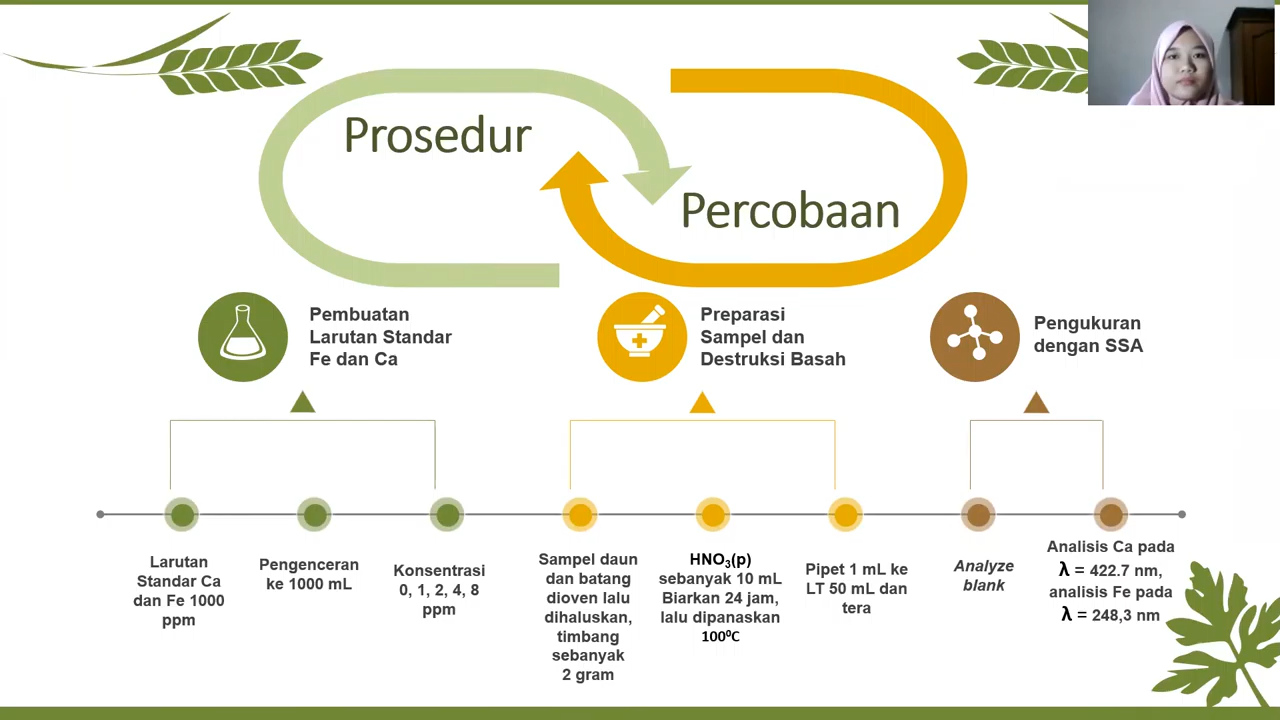 Prosedur
Percobaan
Pembuatan
Larutan Standar
Fe dan Ca
Preparasi
Sampel dan
Destruksi Basah
Pengukuran
dengan SSA
Larutan
Standar Ca
dan Fe 1000
ppm
Pengenceran
ke 1000 mL
Konsentrasi
0, 1, 2, 4, 8
ppm
Sampel daun
dan batang
dioven lalu
dihaluskan,
timbang
sebanyak
2 gram
HNO₃(p)
sebanyak 10 mL
Biarkan 24 jam,
lalu dipanaskan
100⁰C
Pipet 1 mL ke
LT 50 mL dan
tera
Analyze
blank
Analisis Ca pada
λ = 422.7 nm,
analisis Fe pada
λ = 248,3 nm